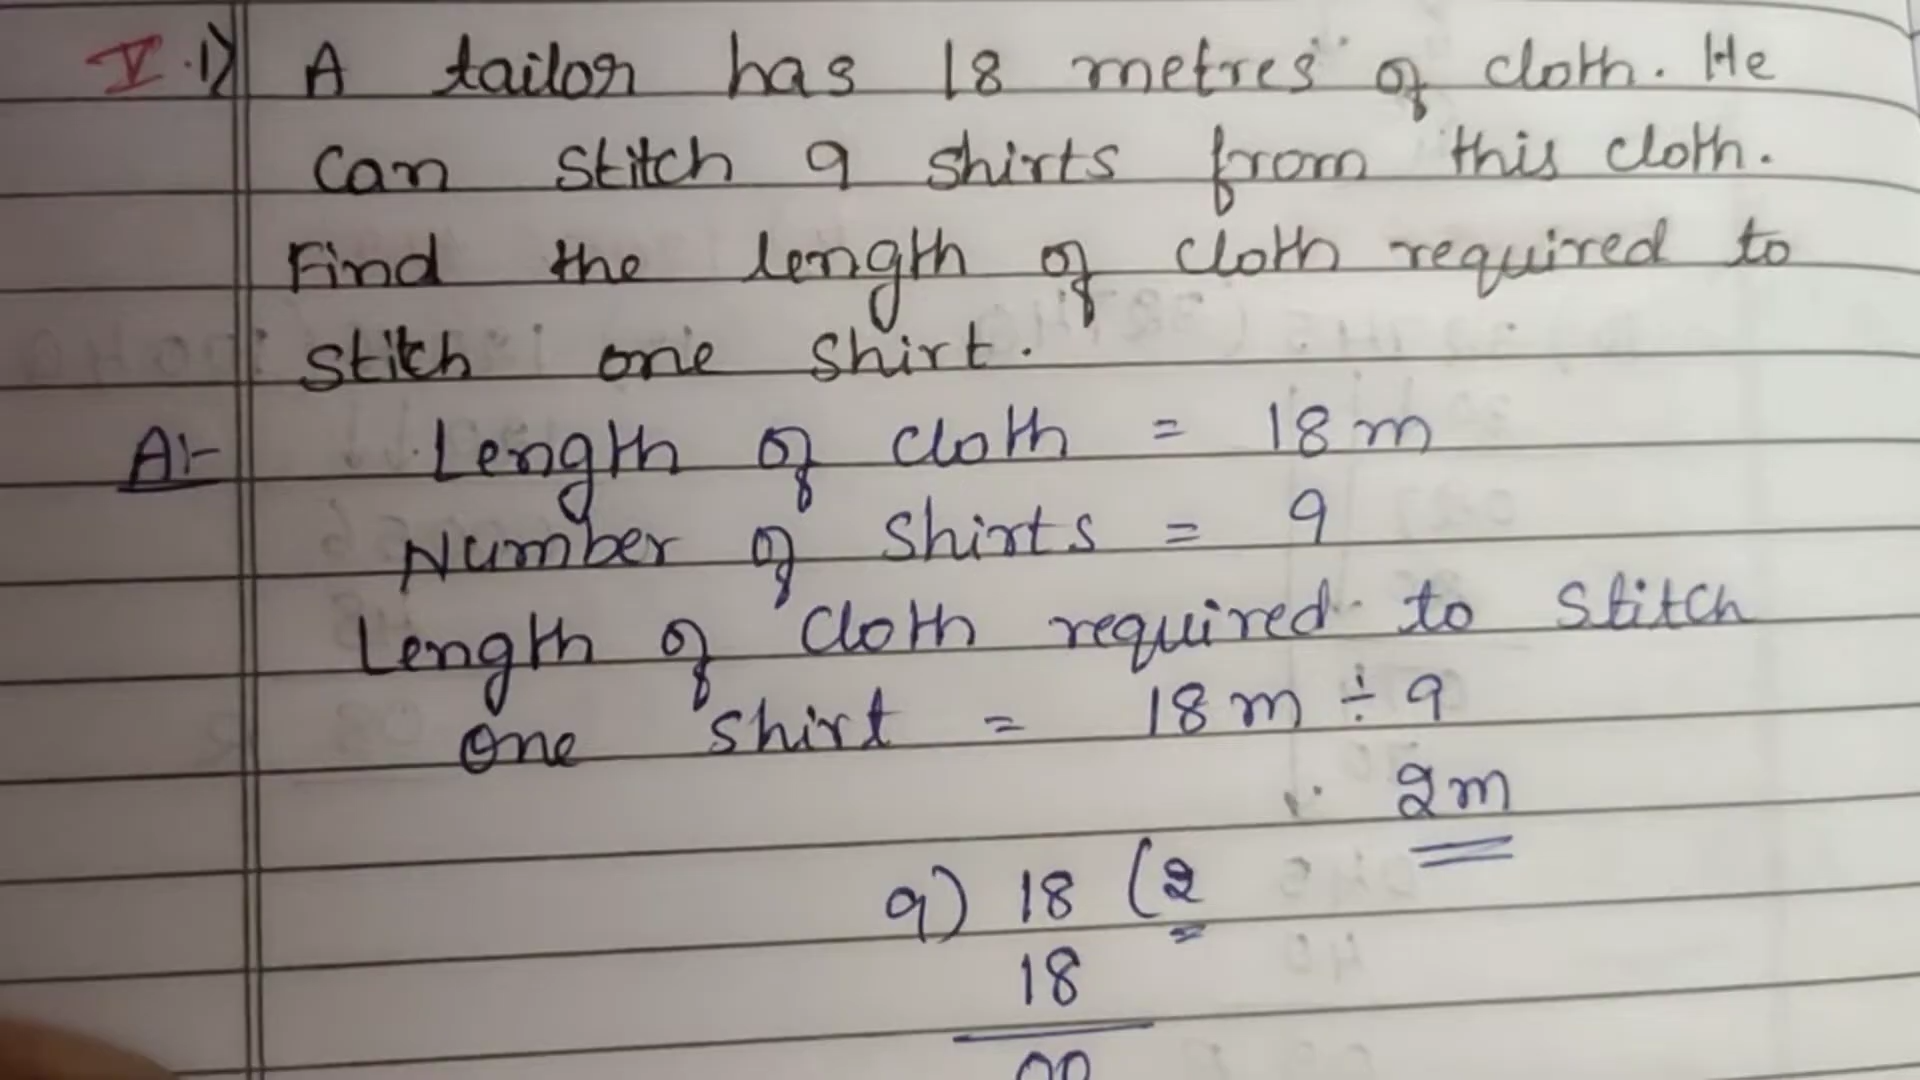 V.1) A tailor has 18 metres of cloth. He
can stitch 9 shirts from this cloth.
Find the length of cloth required to
stitch one shirt.
A:- Length of cloth = 18 m
Number of shirts = 9
Length of cloth required to stitch
one shirt = 18 m ÷ 9
2 m
9) 18 (2
18
00